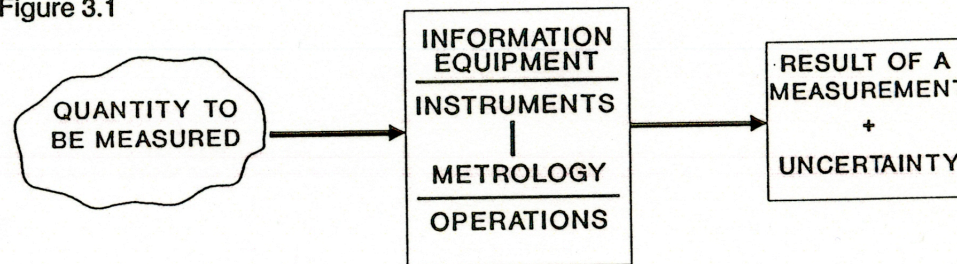 Figure 3.1
QUANTITY TO
BE MEASURED
INFORMATION
EQUIPMENT
INSTRUMENTS
METROLOGY
OPERATIONS
RESULT OF A
MEASUREMENT
+
UNCERTAINTY